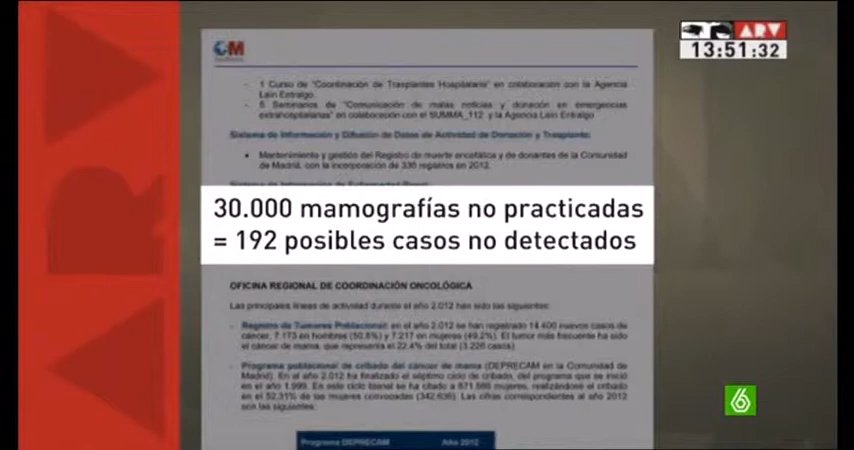 ARV
13:51:32
M
- 1 Curso de "Coordinación de Trasplantes Hospitalaria" en colaboración con la Agencia
Laín Entralgo.
- 5 Seminarios de "Comunicación de malas noticias y donación en emergencias
extrahospitalarias" en colaboración con el SUMMA_112 y la Agencia Laín Entralgo
Sistema de Información y Difusión de Datos de Actividad de Donación y Trasplante:
• Mantenimiento y gestión del Registro de muerte encefálica y de donantes de la Comunidad
de Madrid, con la incorporación de 336 registros en 2012.
30.000 mamografías no practicadas
= 192 posibles casos no detectados
OFICINA REGIONAL DE COORDINACIÓN ONCOLÓGICA
Las principales líneas de actividad durante el año 2.012 han sido las siguientes:
- Registro de Tumores Poblacional: en el año 2.012 se han registrado 14.400 nuevos casos de
cáncer, 7.173 en hombres (50,8%) y 7.217 en mujeres (49,2%). El tumor más frecuente ha sido
el cáncer de mama, que representa el 22,4% del total (3.226 casos)
- Programa poblacional de cribado del cáncer de mama (DEPRECAM en la Comunidad de
Madrid). En el año 2.012 ha finalizado el séptimo ciclo de cribado, del programa que se inició
en el año 1.999. En este ciclo bienal se ha citado a mujeres, realizándose el cribado
en el 52,31% de las mujeres convocadas (342.636). Las cifras correspondientes al año 2012
son las siguientes:
Programa DEPRECAM Año 2012
ARV
6